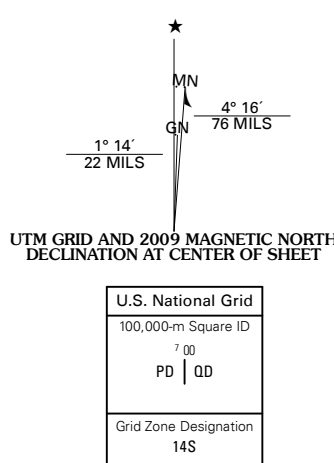 ★
MN
4° 16´
76 MILS
GN
1° 14´
22 MILS
UTM GRID AND 2009 MAGNETIC NORTH
DECLINATION AT CENTER OF SHEET
U.S. National Grid
100,000-m Square ID
7 00
PD QD
Grid Zone Designation
14S